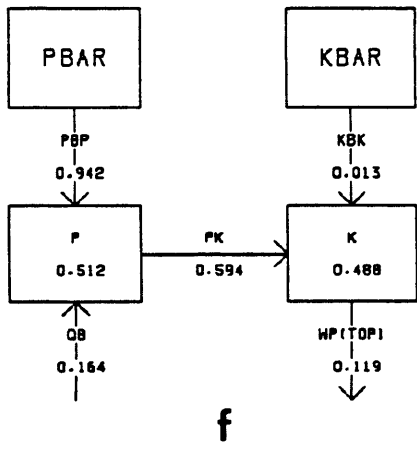 PBAR KBAR
PBP KBK
0.942 0.013
P PK K
0.512 0.594 0.488
QB WP(TOP)
0.164 0.119
f